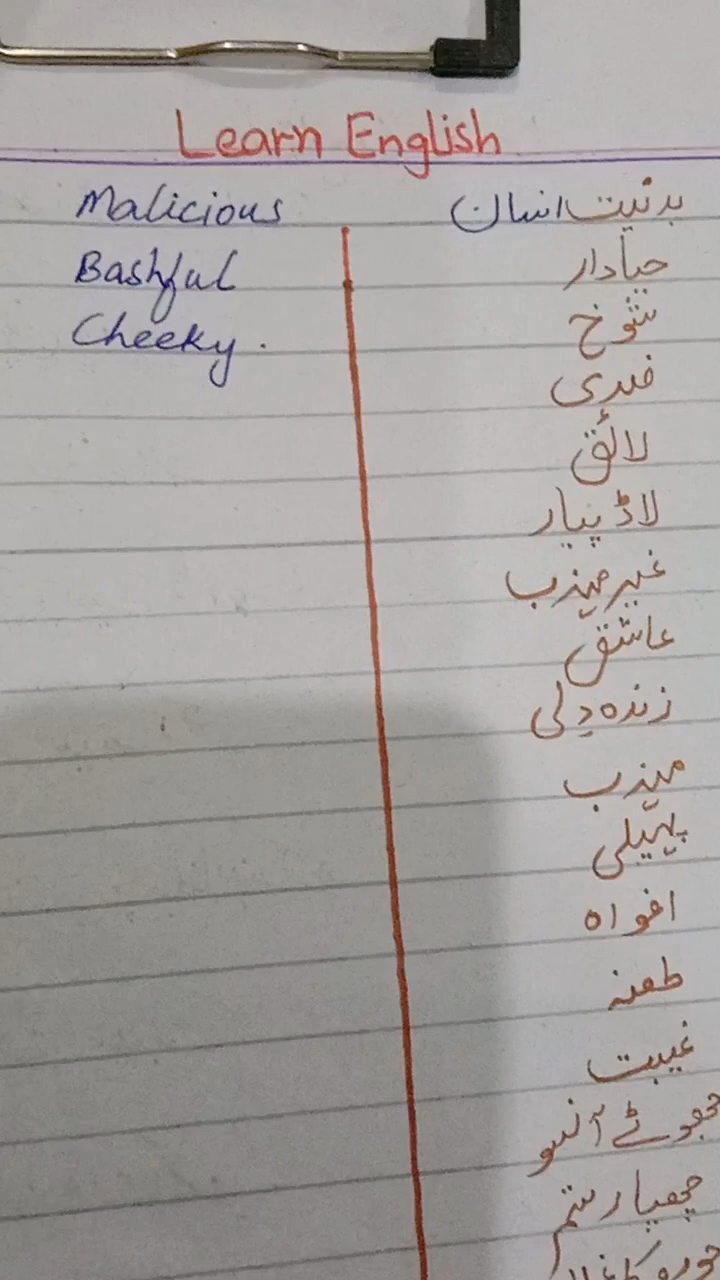 Learn English
Malicious بدنیت انسان
Bashful حیادار
Cheeky. شوخ
ضدی
لائق
لاڈ پیار
غیر مہذب
عاشق
زندہ دِلی
مہذب
پہیلی
افواہ
طعنہ
غیبت
جھوٹے آنسو
چھپا رستم